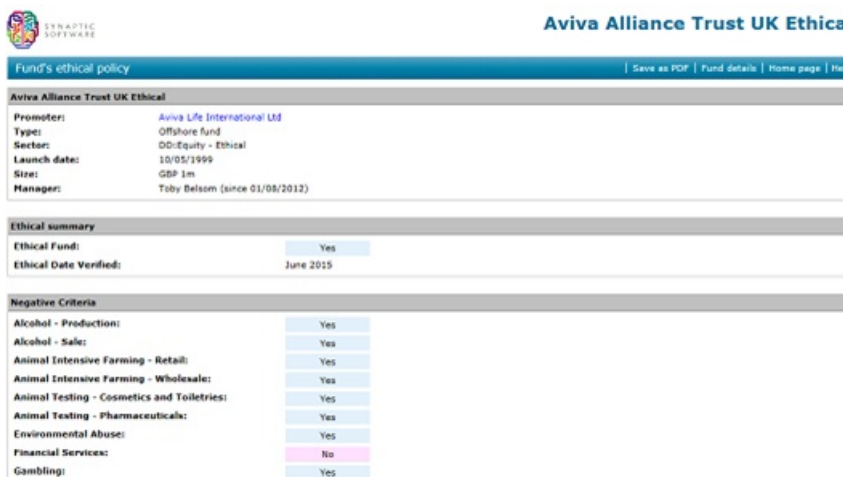 SYNAPTIC
SOFTWARE
Aviva Alliance Trust UK Ethica
Fund's ethical policy | Save as PDF | Fund details | Home page | He
Aviva Alliance Trust UK Ethical
Promoter: Aviva Life International Ltd
Type: Offshore fund
Sector: DD:Equity - Ethical
Launch date: 10/05/1999
Size: GBP 1m
Manager: Toby Belsom (since 01/08/2012)
Ethical summary
Ethical Fund: Yes
Ethical Date Verified: June 2015
Negative Criteria
Alcohol - Production: Yes
Alcohol - Sale: Yes
Animal Intensive Farming - Retail: Yes
Animal Intensive Farming - Wholesale: Yes
Animal Testing - Cosmetics and Toiletries: Yes
Animal Testing - Pharmaceuticals: Yes
Environmental Abuse: Yes
Financial Services: No
Gambling: Yes